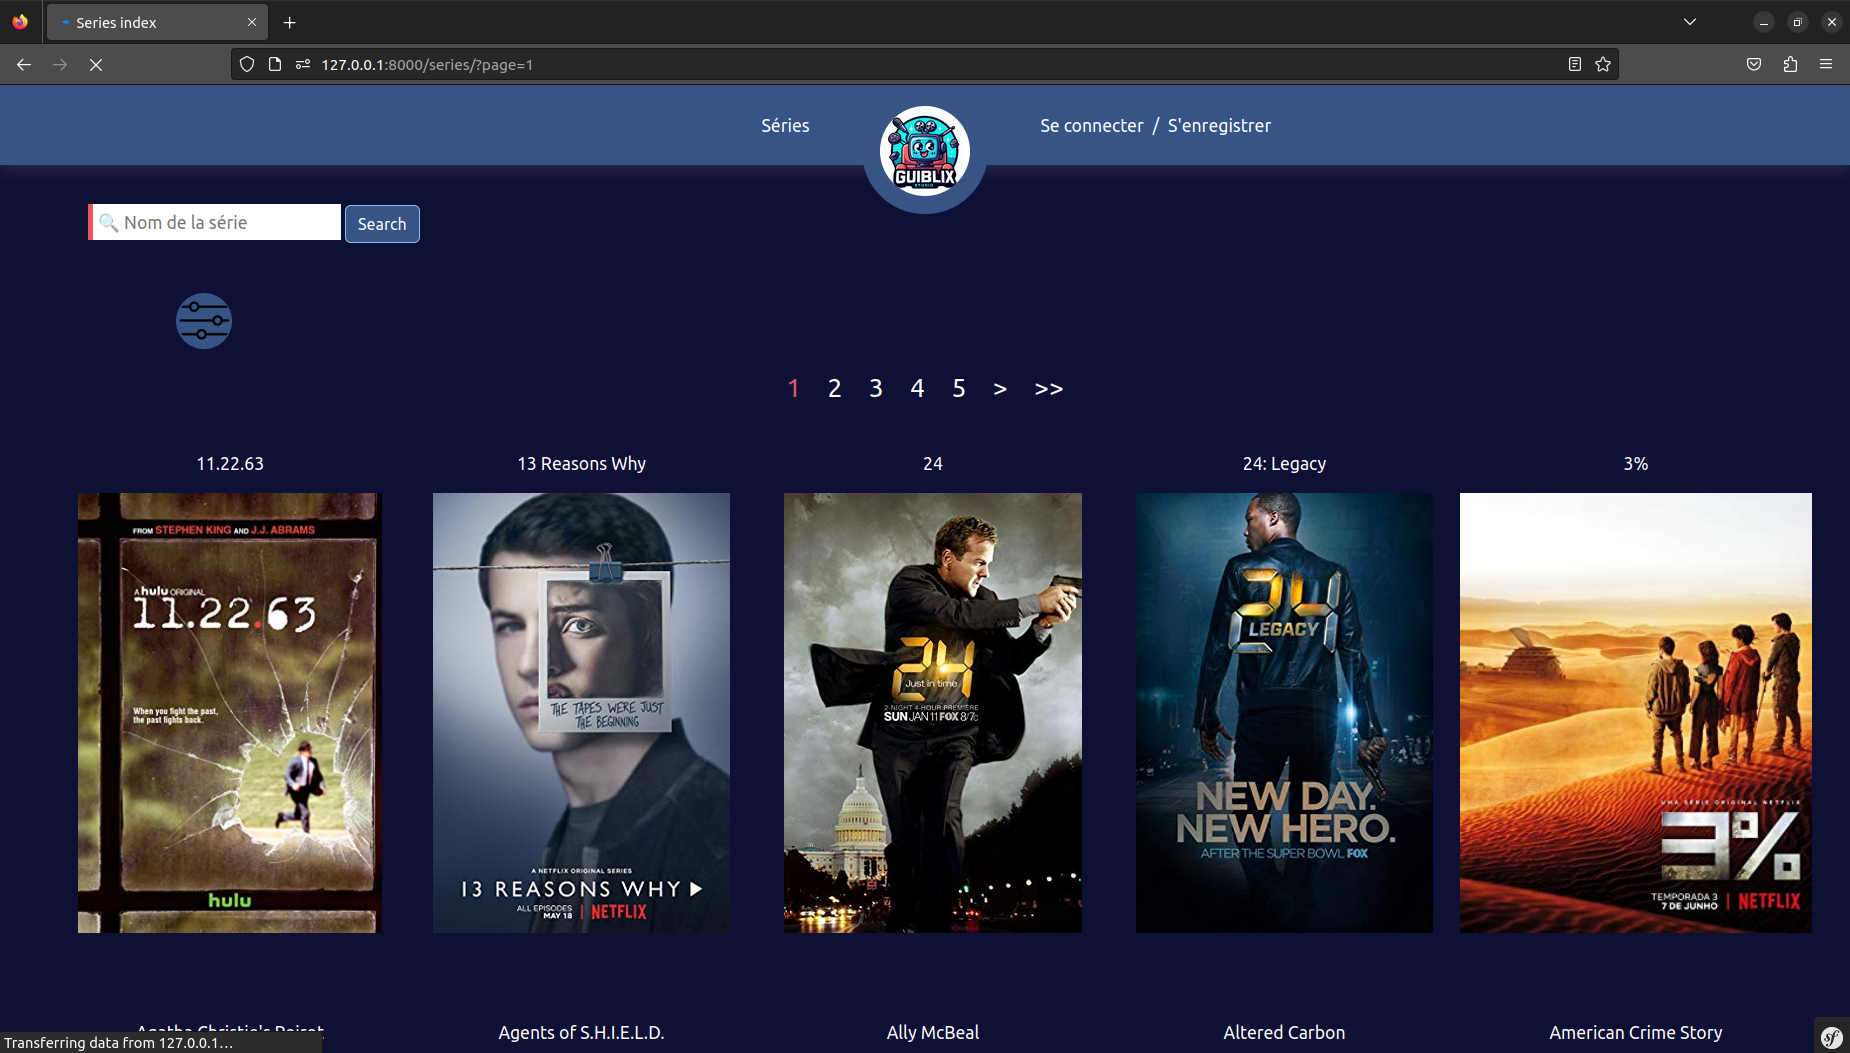 Series index
127.0.0.1:8000/series/?page=1
Séries
GUIBLIX
STUDIO
Se connecter / S'enregistrer
🔍 Nom de la série
Search
1 2 3 4 5 > >>
11.22.63
13 Reasons Why
24
24: Legacy
3%
FROM STEPHEN KING AND J.J. ABRAMS
A hulu ORIGINAL
11.22.63
When you fight the past,
the past fights back.
hulu
THE TAPES WERE JUST
THE BEGINNING
A NETFLIX ORIGINAL SERIES
13 REASONS WHY
ALL EPISODES
MAY 18 | NETFLIX
24
Just in time
2-NIGHT 4-HOUR PREMIERE
SUN JAN 11 FOX 8/7c
24
LEGACY
NEW DAY.
NEW HERO.
AFTER THE SUPER BOWL FOX
UMA SÉRIE ORIGINAL NETFLIX
3%
TEMPORADA 3
7 DE JUNHO | NETFLIX
Agatha Christie's Poirot
Agents of S.H.I.E.L.D.
Ally McBeal
Altered Carbon
American Crime Story
Transferring data from 127.0.0.1…
sf